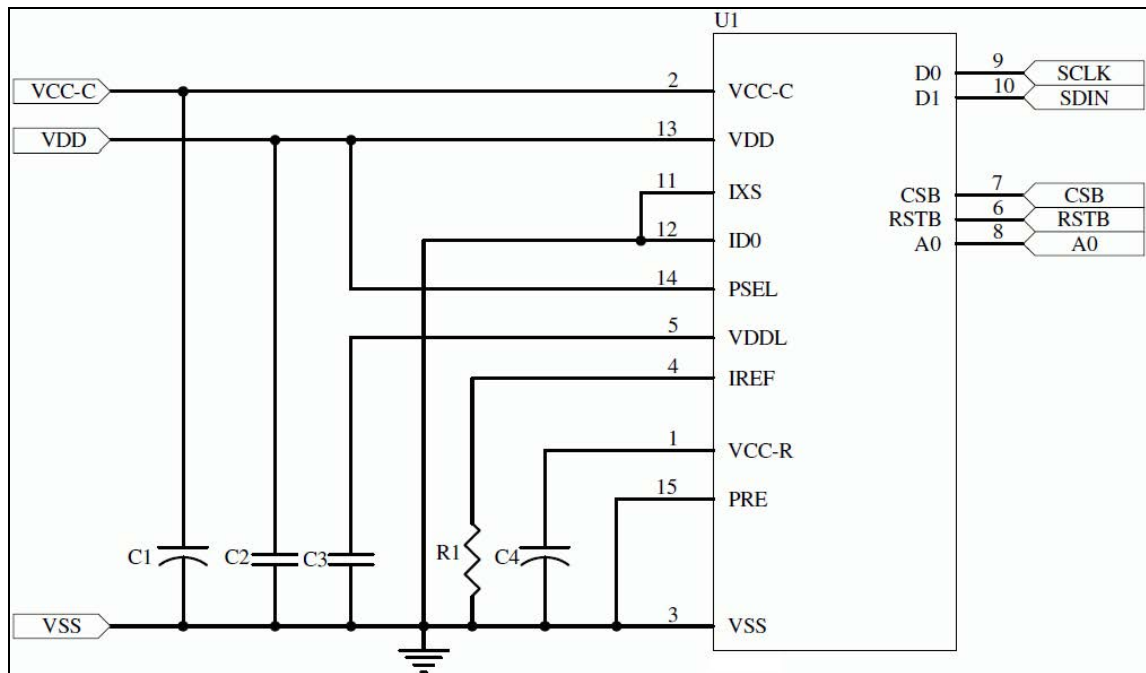 U1
VCC-C 2 VCC-C
D0 9 SCLK
D1 10 SDIN
VDD 13 VDD
11 IXS
CSB 7 CSB
RSTB 6 RSTB
12 ID0
A0 8 A0
14 PSEL
5 VDDL
4 IREF
1 VCC-R
15 PRE
C1 C2 C3 R1 C4
VSS 3 VSS